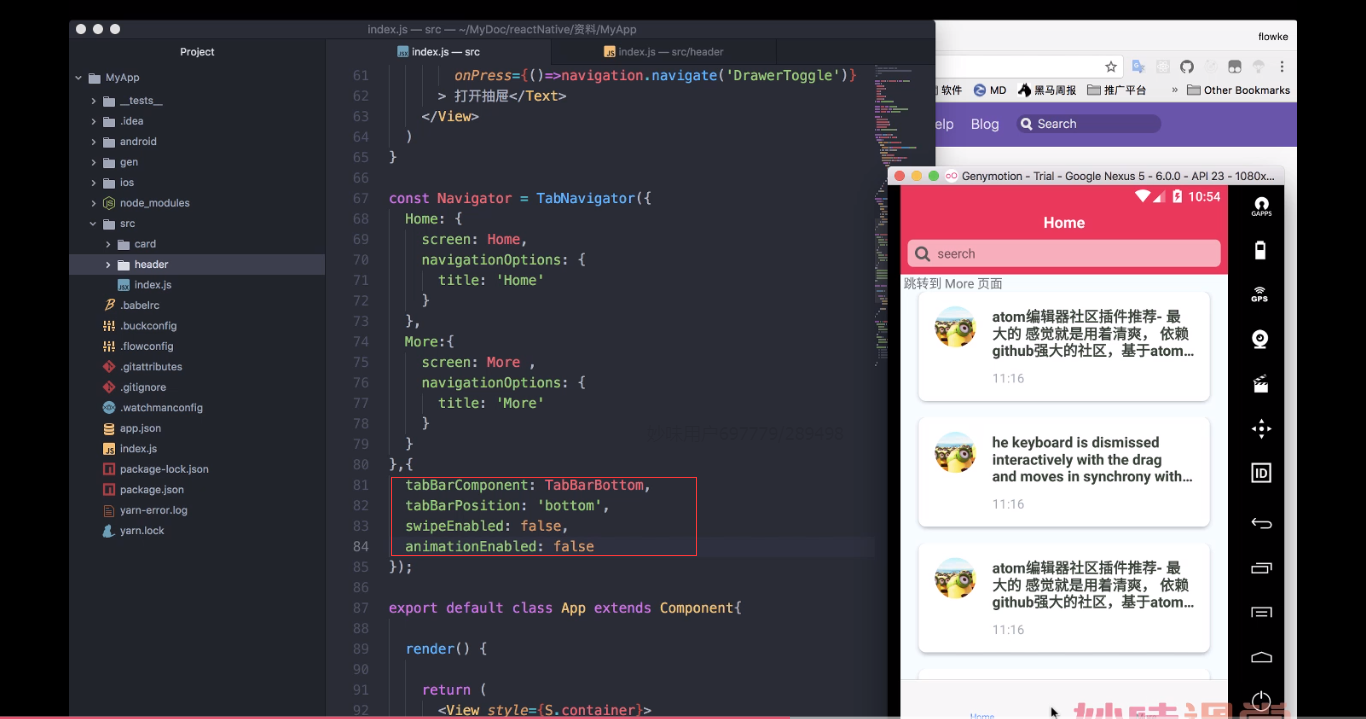 index.js — src — ~/MyDoc/reactNative/资料/MyApp
Project
index.js — src
index.js — src/header
MyApp
__tests__
.idea
android
gen
ios
node_modules
src
card
header
index.js
.babelrc
.buckconfig
.flowconfig
.gitattributes
.gitignore
.watchmanconfig
app.json
index.js
package-lock.json
package.json
yarn-error.log
yarn.lock
61 onPress={()=>navigation.navigate('DrawerToggle')}
62 > 打开抽屉</Text>
63 </View>
64 )
65 }
66
67 const Navigator = TabNavigator({
68 Home: {
69 screen: Home,
70 navigationOptions: {
71 title: 'Home'
72 }
73 },
74 More:{
75 screen: More ,
76 navigationOptions: {
77 title: 'More'
78 }
79 }
80 },{
81 tabBarComponent: TabBarBottom,
82 tabBarPosition: 'bottom',
83 swipeEnabled: false,
84 animationEnabled: false
85 });
86
87 export default class App extends Component{
88
89 render() {
90
91 return (
92 <View style={S.container}>
flowke
软件 MD 黑马周报 推广平台 » Other Bookmarks
elp Blog Search
Genymotion - Trial - Google Nexus 5 - 6.0.0 - API 23 - 1080x...
10:54
Home
seerch
跳转到 More 页面
atom编辑器社区插件推荐- 最
大的 感觉就是用着清爽， 依赖
github强大的社区，基于atom...
11:16
he keyboard is dismissed
interactively with the drag
and moves in synchrony with...
11:16
atom编辑器社区插件推荐- 最
大的 感觉就是用着清爽， 依赖
github强大的社区，基于atom...
11:16
Home
GAPPS
GPS
ID